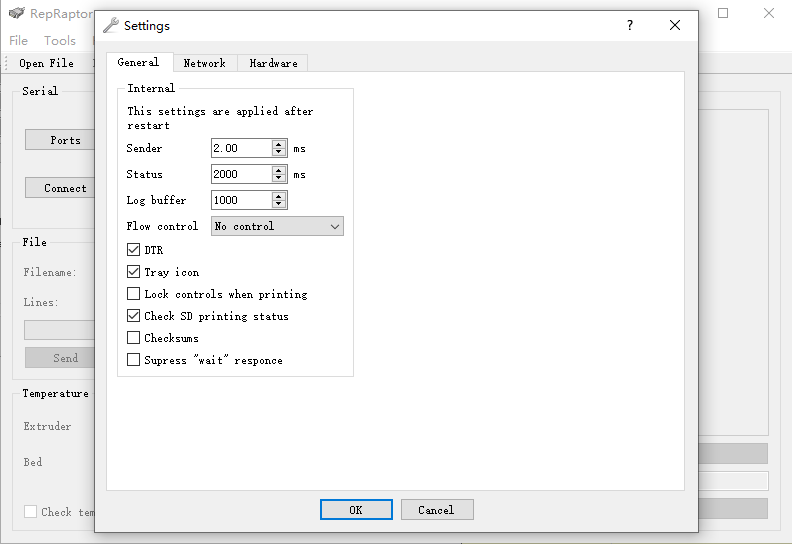 RepRaptor
File Tools
Open File
Serial
Ports
Connect
File
Filename:
Lines:
Send
Temperature
Extruder
Bed
Check
Settings
General Network Hardware
Internal
This settings are applied after
restart
Sender 2.00 ms
Status 2000 ms
Log buffer 1000
Flow control No control
DTR
Tray icon
Lock controls when printing
Check SD printing status
Checksums
Supress "wait" responce
OK Cancel